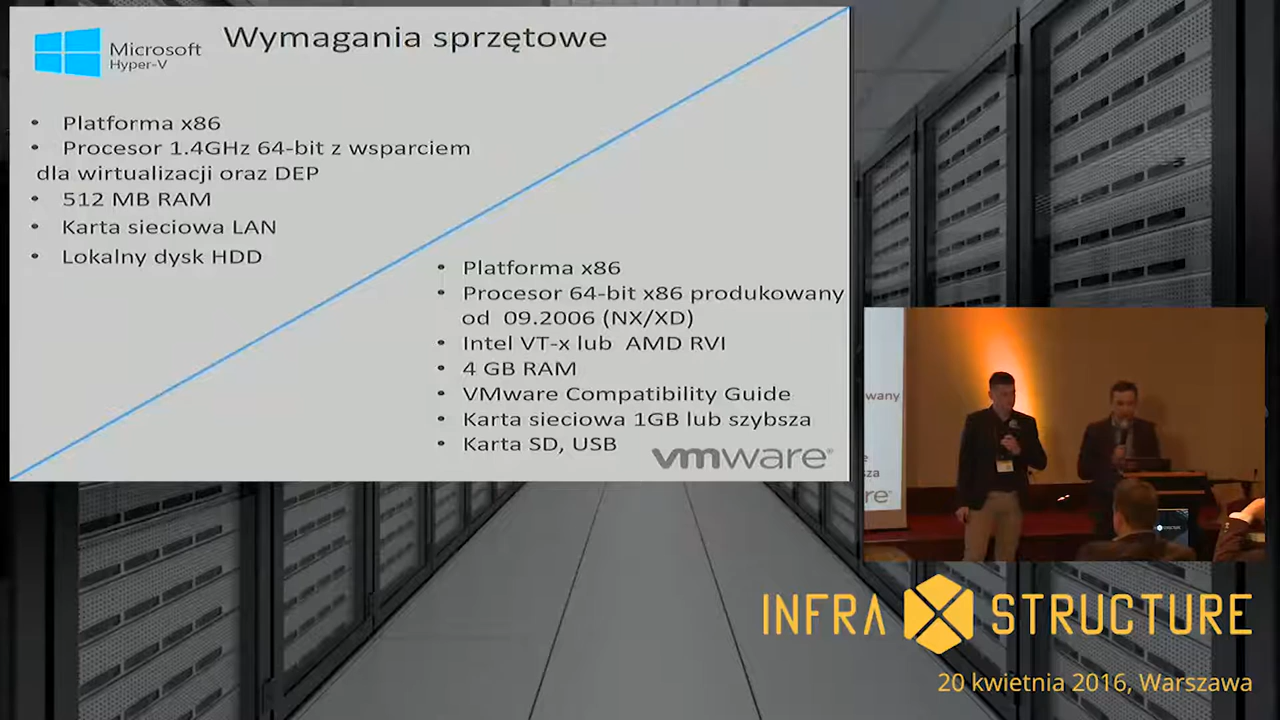 Microsoft
Hyper-V
Wymagania sprzętowe
• Platforma x86
• Procesor 1.4GHz 64-bit z wsparciem
dla wirtualizacji oraz DEP
• 512 MB RAM
• Karta sieciowa LAN
• Lokalny dysk HDD
• Platforma x86
• Procesor 64-bit x86 produkowany
od 09.2006 (NX/XD)
• Intel VT-x lub AMD RVI
• 4 GB RAM
• VMware Compatibility Guide
• Karta sieciowa 1GB lub szybsza
• Karta SD, USB
vmware®
wany
INFRA STRUCTURE
20 kwietnia 2016, Warszawa